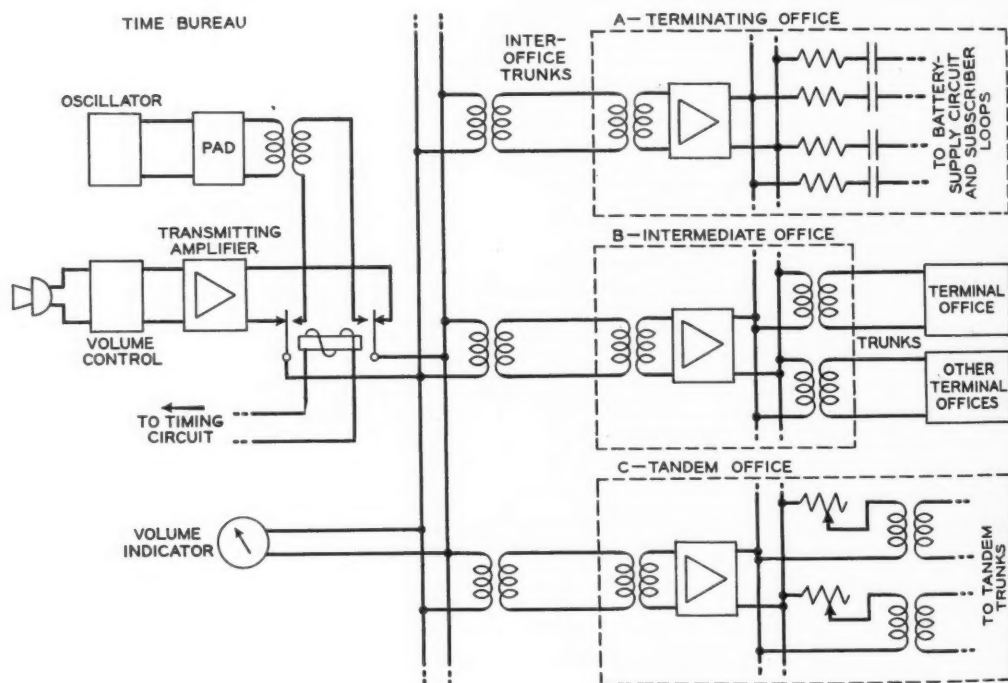 TIME BUREAU
OSCILLATOR
PAD
TRANSMITTING
AMPLIFIER
VOLUME
CONTROL
TO TIMING
CIRCUIT
VOLUME
INDICATOR
INTER-
OFFICE
TRUNKS
A—TERMINATING OFFICE
TO BATTERY-
SUPPLY CIRCUIT
AND SUBSCRIBER
LOOPS
B—INTERMEDIATE OFFICE
TERMINAL
OFFICE
TRUNKS
OTHER
TERMINAL
OFFICES
C—TANDEM OFFICE
TO TANDEM
TRUNKS